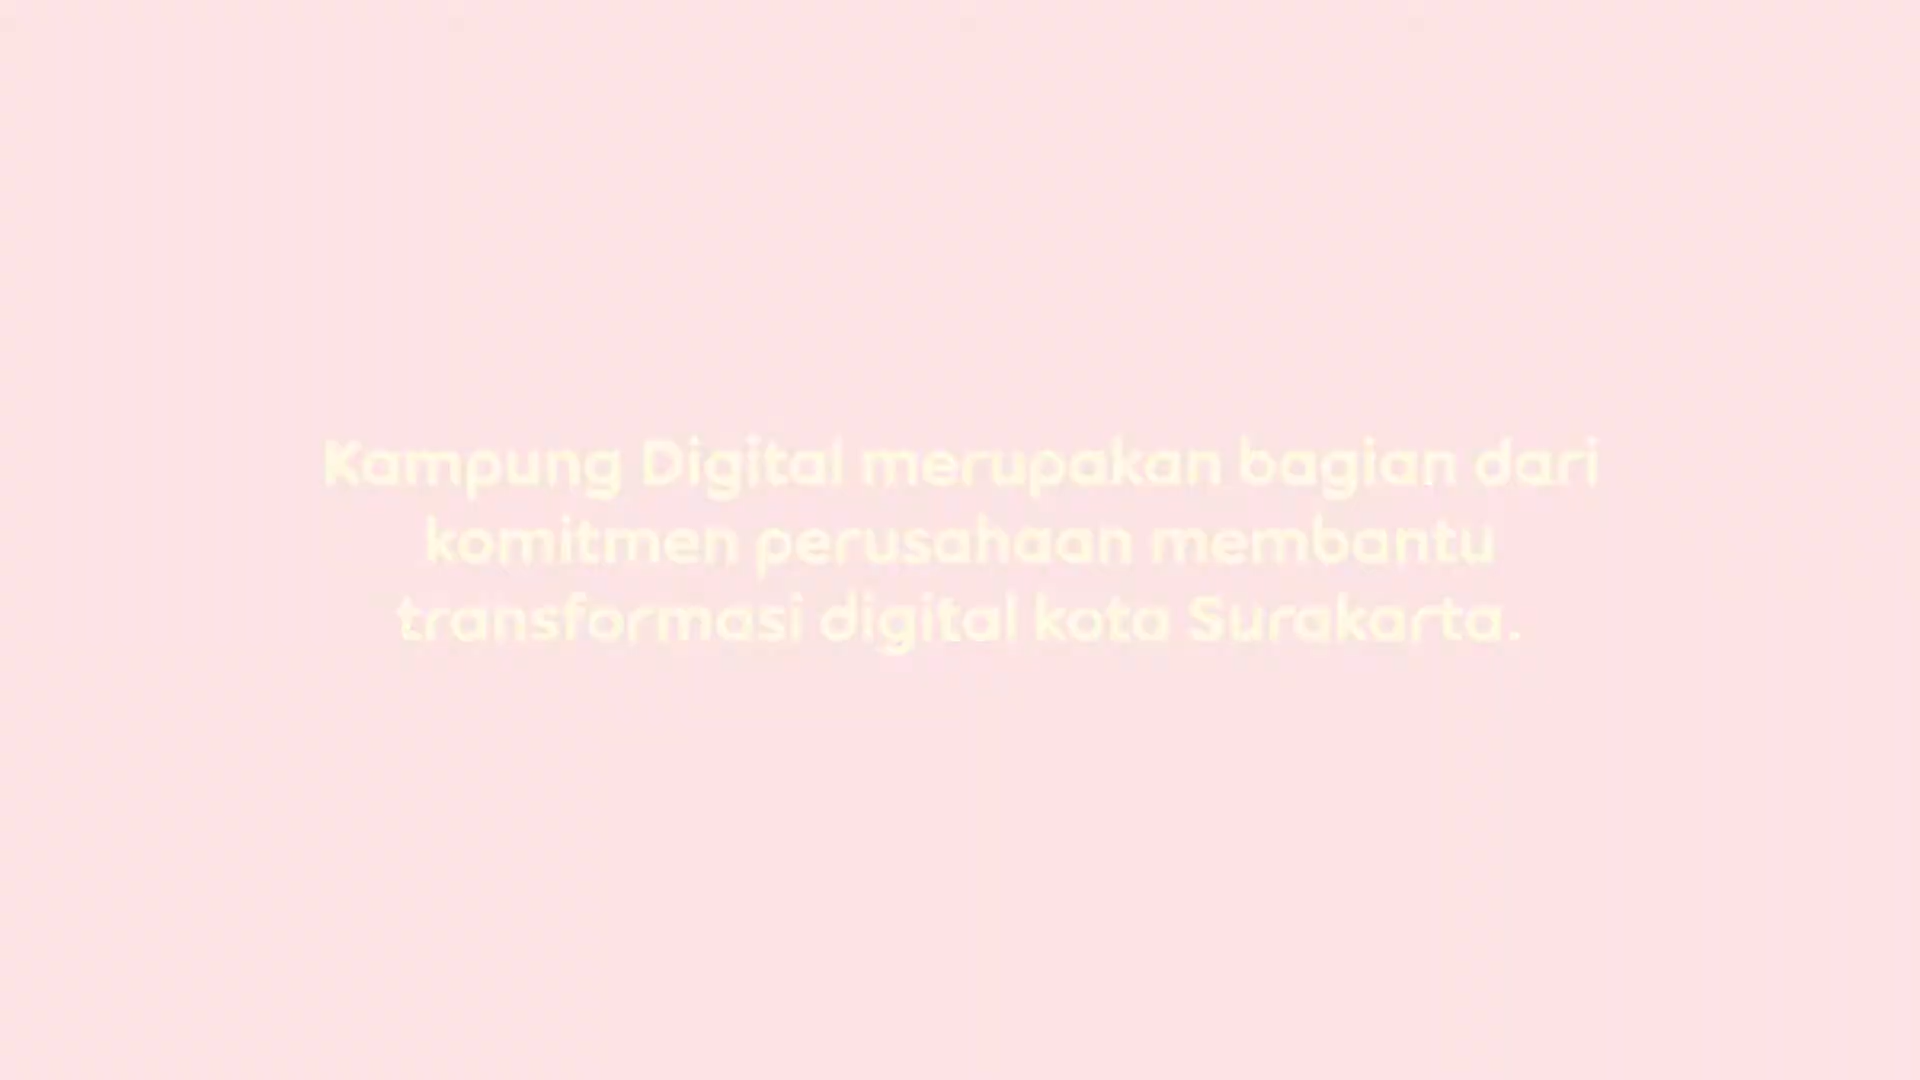 Kampung Digital merupakan bagian dari
komitmen perusahaan membantu
transformasi digital kota Surakarta.